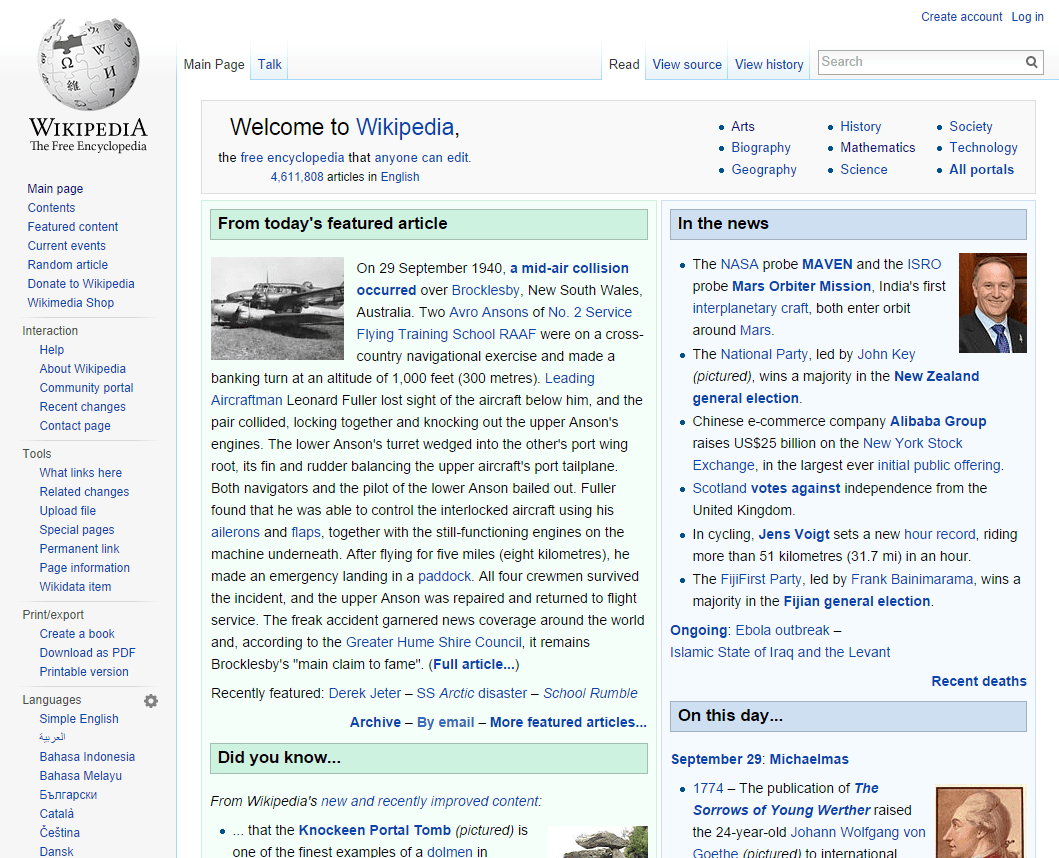 Create account Log in
WIKIPEDIA
The Free Encyclopedia
Main Page Talk Read View source View history Search
Main page
Contents
Featured content
Current events
Random article
Donate to Wikipedia
Wikimedia Shop
Interaction
Help
About Wikipedia
Community portal
Recent changes
Contact page
Tools
What links here
Related changes
Upload file
Special pages
Permanent link
Page information
Wikidata item
Print/export
Create a book
Download as PDF
Printable version
Languages
Simple English
العربية
Bahasa Indonesia
Bahasa Melayu
Български
Català
Čeština
Dansk
Welcome to Wikipedia,
the free encyclopedia that anyone can edit.
4,611,808 articles in English
Arts
Biography
Geography
History
Mathematics
Science
Society
Technology
All portals
From today's featured article
On 29 September 1940, a mid-air collision
occurred over Brocklesby, New South Wales,
Australia. Two Avro Ansons of No. 2 Service
Flying Training School RAAF were on a cross-
country navigational exercise and made a
banking turn at an altitude of 1,000 feet (300 metres). Leading
Aircraftman Leonard Fuller lost sight of the aircraft below him, and the
pair collided, locking together and knocking out the upper Anson's
engines. The lower Anson's turret wedged into the other's port wing
root, its fin and rudder balancing the upper aircraft's port tailplane.
Both navigators and the pilot of the lower Anson bailed out. Fuller
found that he was able to control the interlocked aircraft using his
ailerons and flaps, together with the still-functioning engines on the
machine underneath. After flying for five miles (eight kilometres), he
made an emergency landing in a paddock. All four crewmen survived
the incident, and the upper Anson was repaired and returned to flight
service. The freak accident garnered news coverage around the world
and, according to the Greater Hume Shire Council, it remains
Brocklesby's "main claim to fame". (Full article...)
Recently featured: Derek Jeter – SS Arctic disaster – School Rumble
Archive – By email – More featured articles...
Did you know...
From Wikipedia's new and recently improved content:
... that the Knockeen Portal Tomb (pictured) is
one of the finest examples of a dolmen in
In the news
The NASA probe MAVEN and the ISRO
probe Mars Orbiter Mission, India's first
interplanetary craft, both enter orbit
around Mars.
The National Party, led by John Key
(pictured), wins a majority in the New Zealand
general election.
Chinese e-commerce company Alibaba Group
raises US$25 billion on the New York Stock
Exchange, in the largest ever initial public offering.
Scotland votes against independence from the
United Kingdom.
In cycling, Jens Voigt sets a new hour record, riding
more than 51 kilometres (31.7 mi) in an hour.
The FijiFirst Party, led by Frank Bainimarama, wins a
majority in the Fijian general election.
Ongoing: Ebola outbreak –
Islamic State of Iraq and the Levant
Recent deaths
On this day...
September 29: Michaelmas
1774 – The publication of The
Sorrows of Young Werther raised
the 24-year-old Johann Wolfgang von
Goethe (pictured) to international